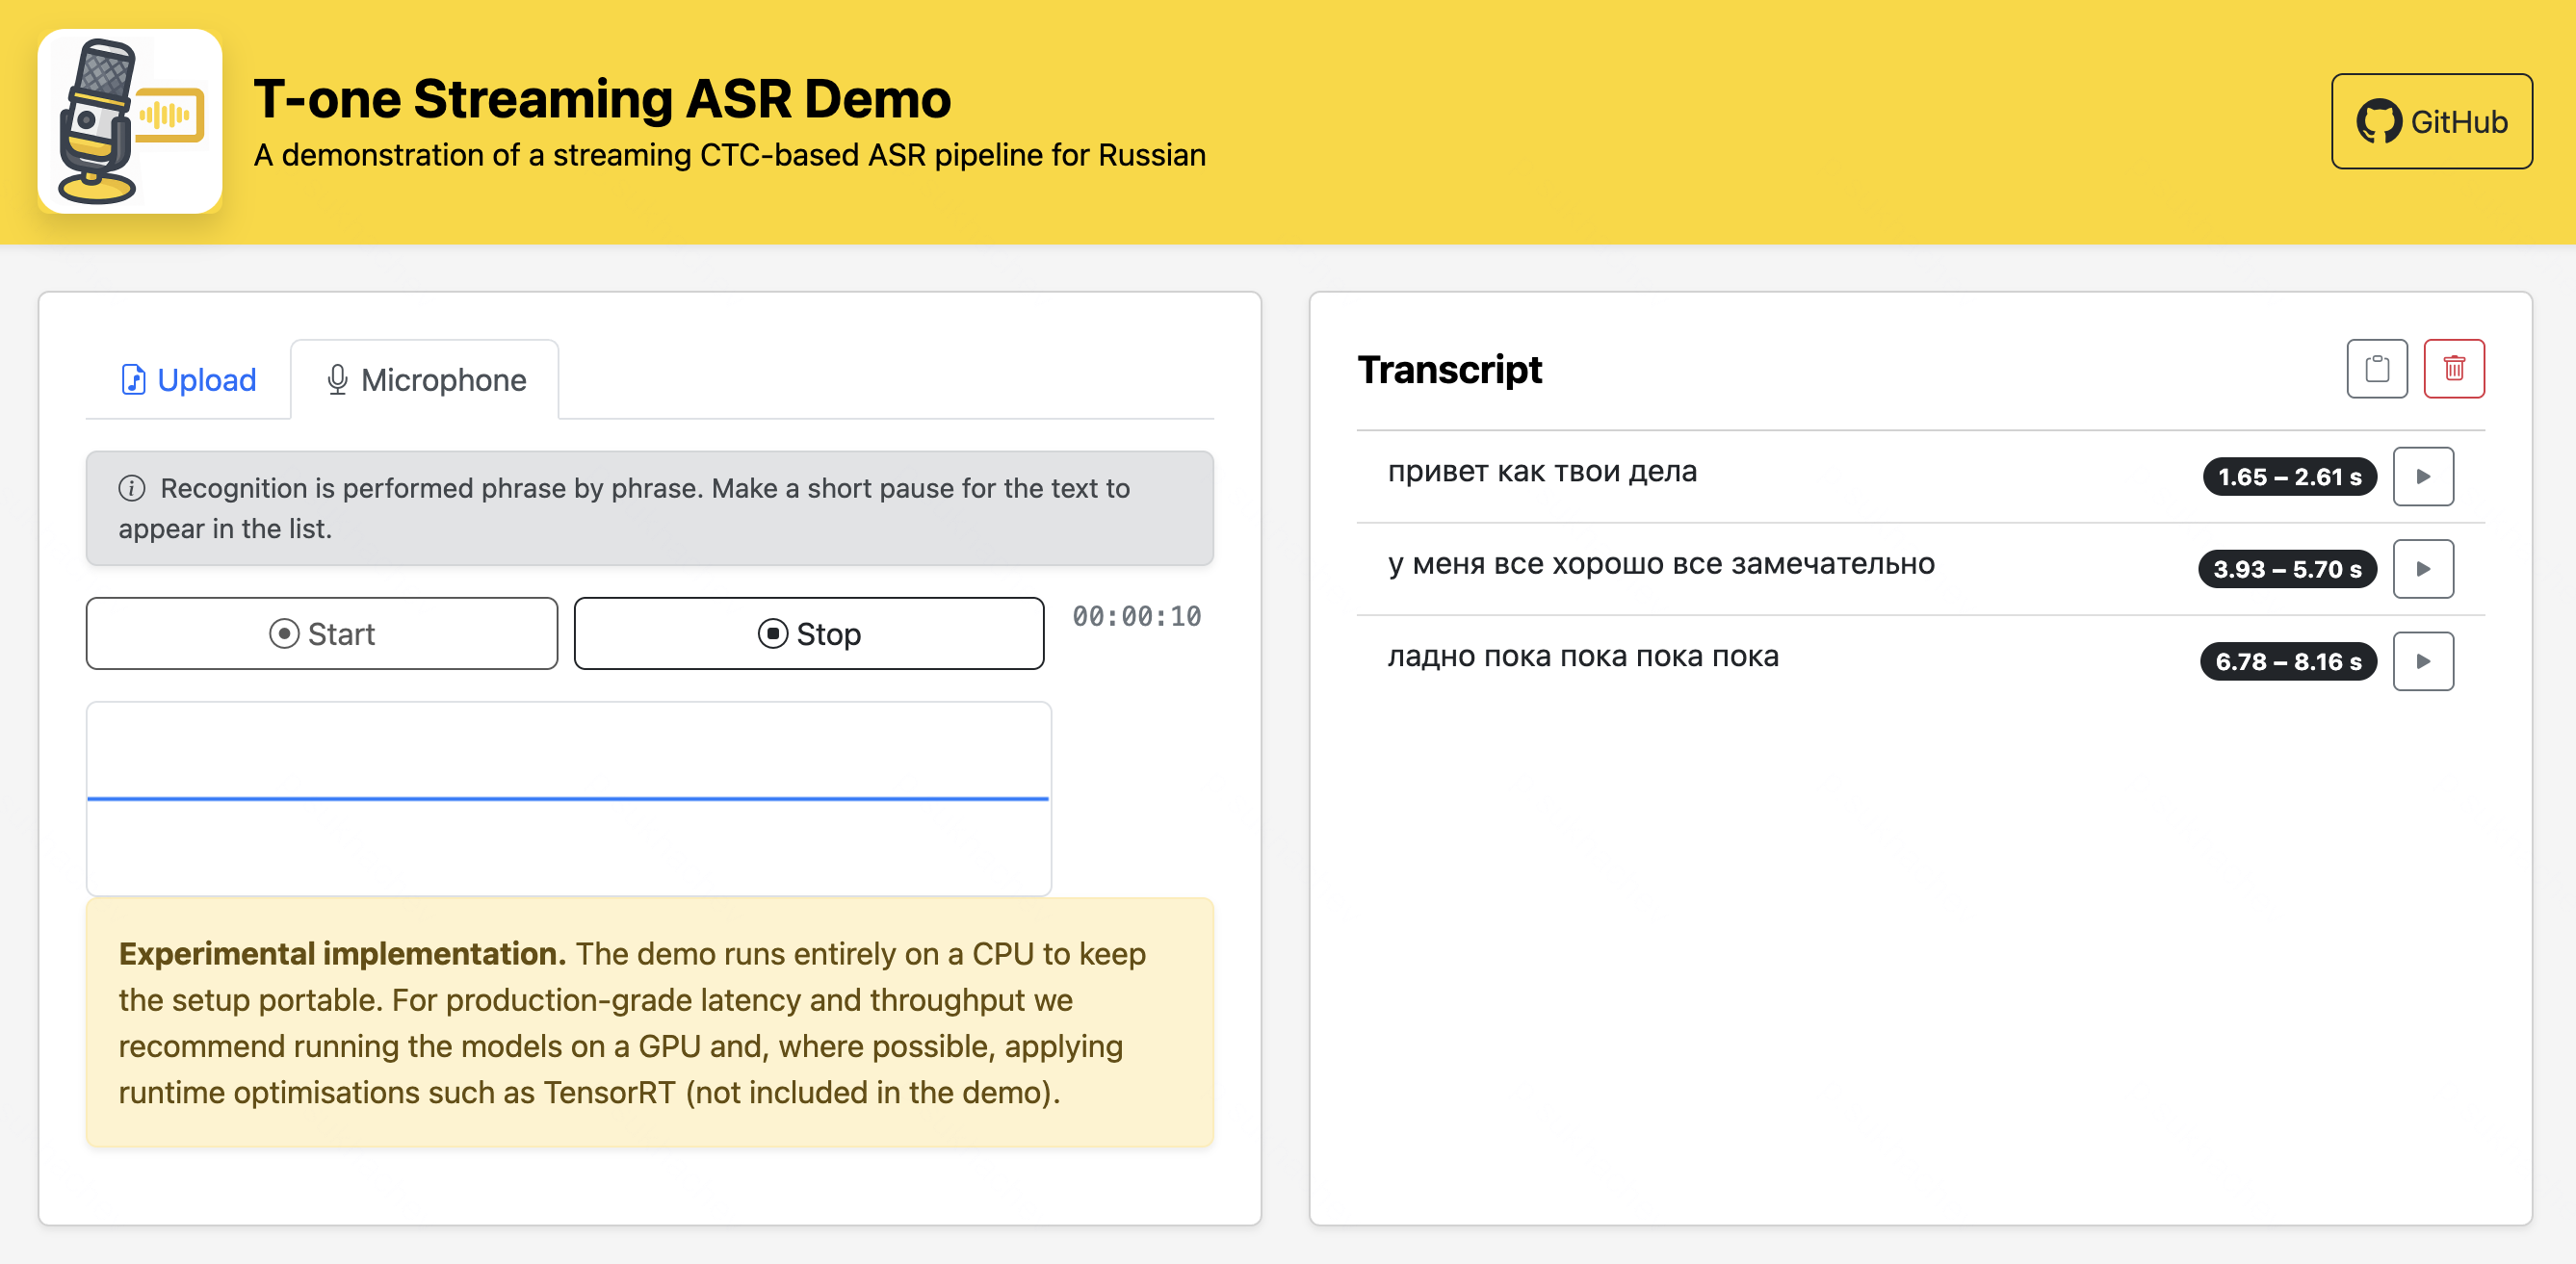 T-one Streaming ASR Demo
A demonstration of a streaming CTC-based ASR pipeline for Russian
GitHub
Upload
Microphone
Recognition is performed phrase by phrase. Make a short pause for the text to
appear in the list.
Start
Stop
00:00:10
Experimental implementation. The demo runs entirely on a CPU to keep
the setup portable. For production-grade latency and throughput we
recommend running the models on a GPU and, where possible, applying
runtime optimisations such as TensorRT (not included in the demo).
Transcript
привет как твои дела 1.65 – 2.61 s
у меня все хорошо все замечательно 3.93 – 5.70 s
ладно пока пока пока пока 6.78 – 8.16 s